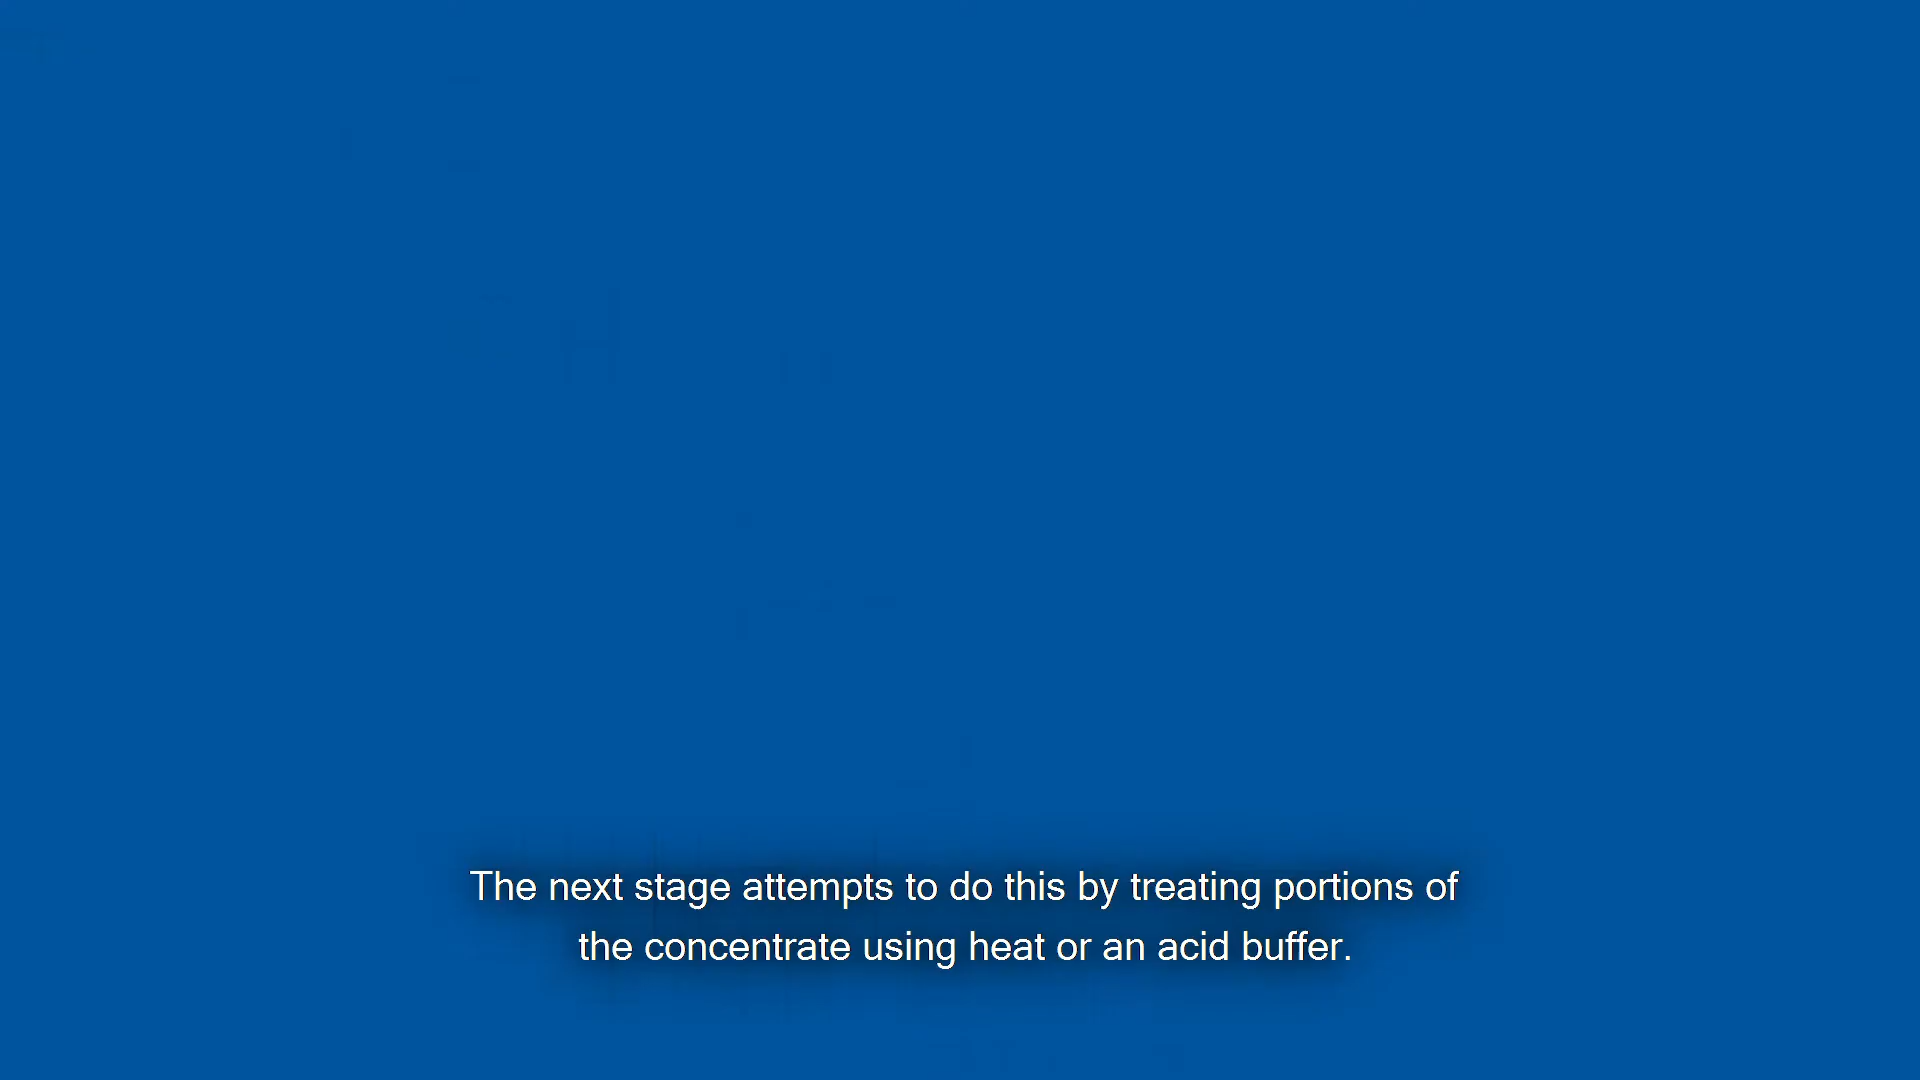 The next stage attempts to do this by treating portions of
the concentrate using heat or an acid buffer.